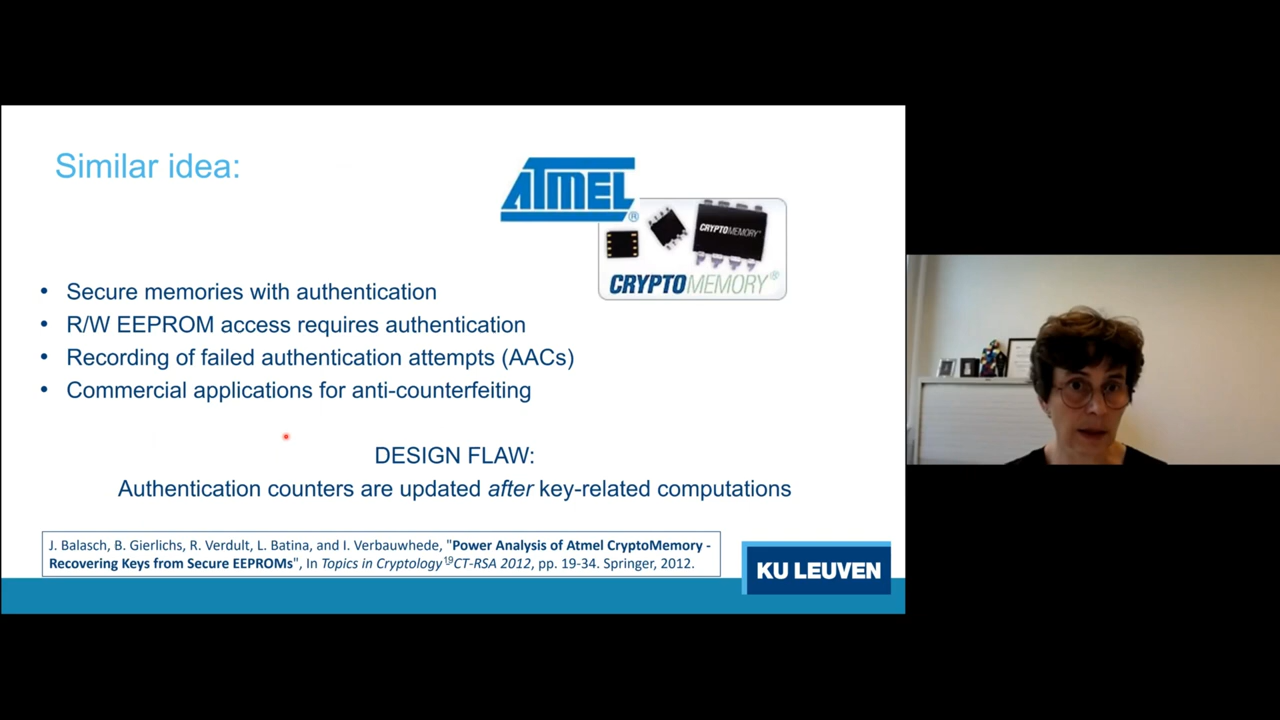 Similar idea:
ATMEL®
CRYPTOMEMORY®
CRYPTOMEMORY®
• Secure memories with authentication
• R/W EEPROM access requires authentication
• Recording of failed authentication attempts (AACs)
• Commercial applications for anti-counterfeiting
DESIGN FLAW:
Authentication counters are updated after key-related computations
J. Balasch, B. Gierlichs, R. Verdult, L. Batina, and I. Verbauwhede, "Power Analysis of Atmel CryptoMemory -
Recovering Keys from Secure EEPROMs", In Topics in Cryptology CT-RSA 2012, pp. 19-34. Springer, 2012.
19
KU LEUVEN